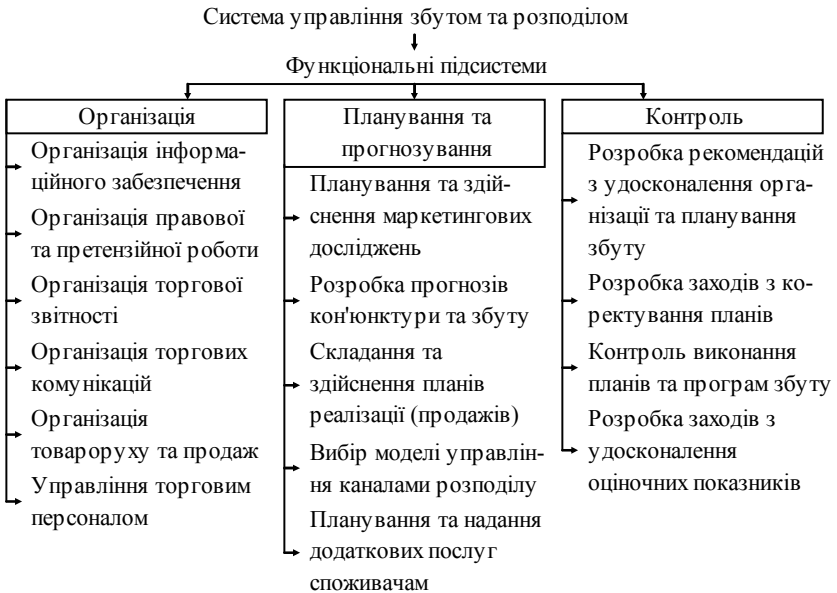 Система управління збутом та розподілом
Функціональні підсистеми
Організація
Організація інформа-
ційного забезпечення
Організація правової
та претензійної роботи
Організація торгової
звітності
Організація торгових
комунікацій
Організація
товароруху та продаж
Управління торговим
персоналом
Планування та
прогнозування
Планування та здій-
снення маркетингових
досліджень
Розробка прогнозів
кон'юнктури та збуту
Складання та
здійснення планів
реалізації (продажів)
Вибір моделі управлін-
ня каналами розподілу
Планування та надання
додаткових послуг
споживачам
Контроль
Розробка рекомендацій
з удосконалення орга-
нізації та планування
збуту
Розробка заходів з ко-
ректування планів
Контроль виконання
планів та програм збуту
Розробка заходів з
удосконалення
оціночних показників